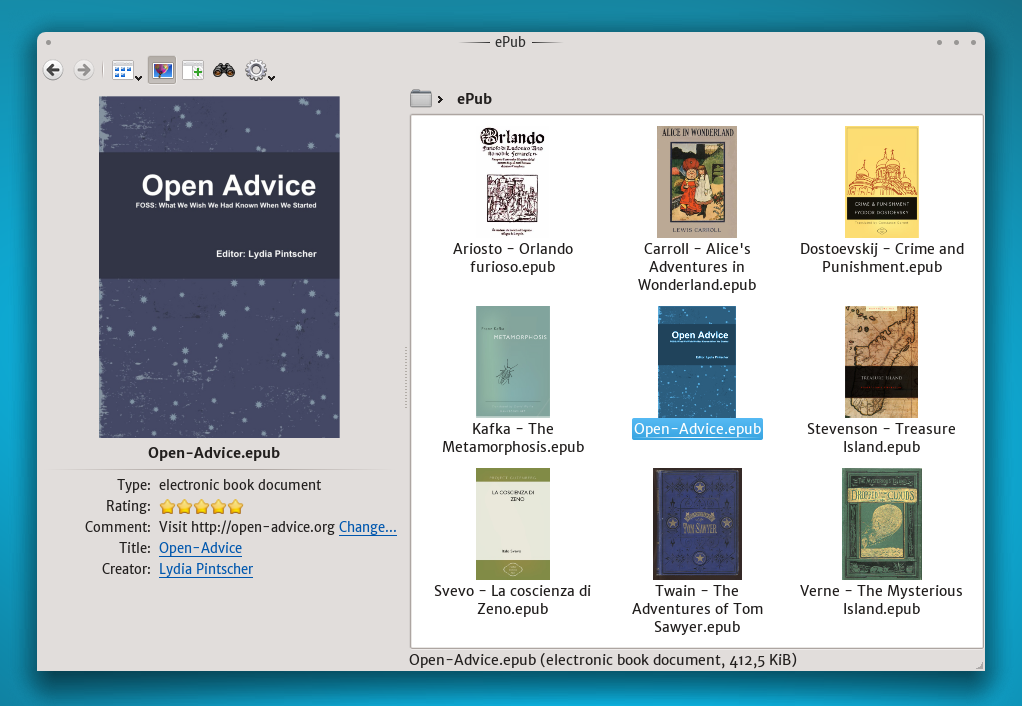 ePub
ePub
Open Advice
FOSS: What We Wish We Had Known When We Started
Editor: Lydia Pintscher
Open-Advice.epub
Type: electronic book document
Rating:
Comment: Visit http://open-advice.org Change...
Title: Open-Advice
Creator: Lydia Pintscher
Orlando
Ariosto - Orlando
furioso.epub
ALICE IN WONDERLAND
LEWIS CARROLL
Carroll - Alice's
Adventures in
Wonderland.epub
CRIME & PUNISHMENT
FYODOR DOSTOEVSKY
Dostoevskij - Crime and
Punishment.epub
METAMORPHOSIS
Kafka - The
Metamorphosis.epub
Open Advice
Editor: Lydia Pintscher
Open-Advice.epub
TREASURE ISLAND
Stevenson - Treasure
Island.epub
LA COSCIENZA DI
ZENO
Italo Svevo
Svevo - La coscienza di
Zeno.epub
TOM SAWYER
Twain - The
Adventures of Tom
Sawyer.epub
DROPPED FROM THE CLOUDS
Verne - The Mysterious
Island.epub
Open-Advice.epub (electronic book document, 412,5 KiB)